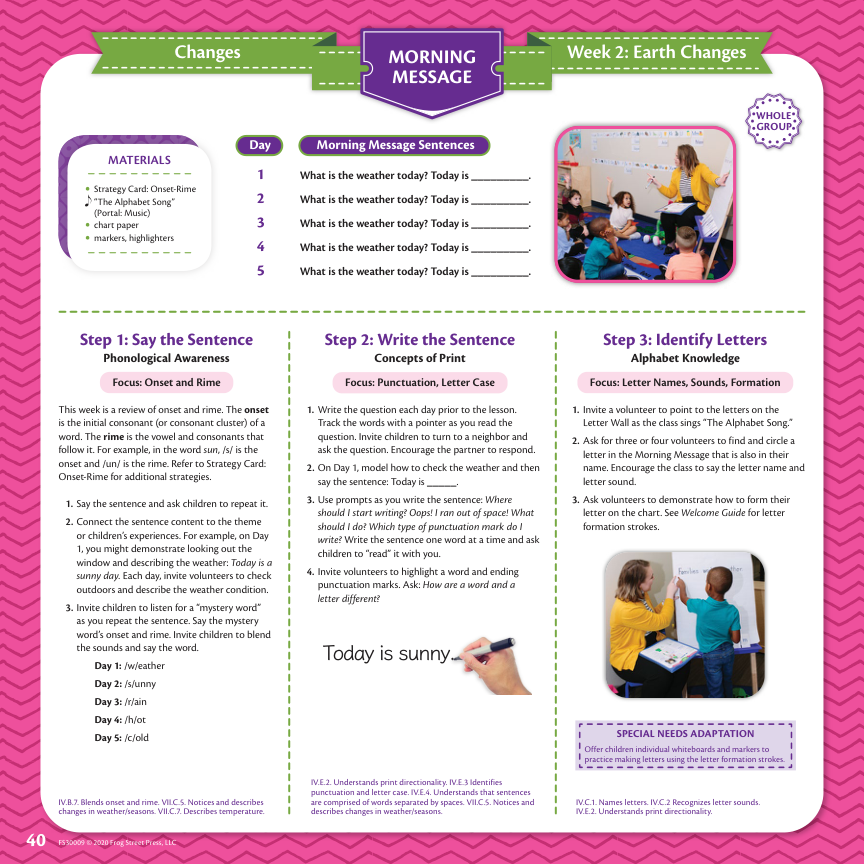 Changes
MORNING
MESSAGE
Week 2: Earth Changes
WHOLE
GROUP
MATERIALS
• Strategy Card: Onset-Rime
♪ "The Alphabet Song"
(Portal: Music)
• chart paper
• markers, highlighters
Day
Morning Message Sentences
1 What is the weather today? Today is __________.
2 What is the weather today? Today is __________.
3 What is the weather today? Today is __________.
4 What is the weather today? Today is __________.
5 What is the weather today? Today is __________.
Step 1: Say the Sentence
Phonological Awareness
Focus: Onset and Rime
This week is a review of onset and rime. The onset
is the initial consonant (or consonant cluster) of a
word. The rime is the vowel and consonants that
follow it. For example, in the word sun, /s/ is the
onset and /un/ is the rime. Refer to Strategy Card:
Onset-Rime for additional strategies.
1. Say the sentence and ask children to repeat it.
2. Connect the sentence content to the theme
or children's experiences. For example, on Day
1, you might demonstrate looking out the
window and describing the weather: Today is a
sunny day. Each day, invite volunteers to check
outdoors and describe the weather condition.
3. Invite children to listen for a "mystery word"
as you repeat the sentence. Say the mystery
word's onset and rime. Invite children to blend
the sounds and say the word.
Day 1: /w/eather
Day 2: /s/unny
Day 3: /r/ain
Day 4: /h/ot
Day 5: /c/old
IV.B.7. Blends onset and rime. VII.C.5. Notices and describes
changes in weather/seasons. VII.C.7. Describes temperature.
Step 2: Write the Sentence
Concepts of Print
Focus: Punctuation, Letter Case
1. Write the question each day prior to the lesson.
Track the words with a pointer as you read the
question. Invite children to turn to a neighbor and
ask the question. Encourage the partner to respond.
2. On Day 1, model how to check the weather and then
say the sentence: Today is _____.
3. Use prompts as you write the sentence: Where
should I start writing? Oops! I ran out of space! What
should I do? Which type of punctuation mark do I
write? Write the sentence one word at a time and ask
children to "read" it with you.
4. Invite volunteers to highlight a word and ending
punctuation marks. Ask: How are a word and a
letter different?
Today is sunny.
IV.E.2. Understands print directionality. IV.E.3 Identifies
punctuation and letter case. IV.E.4. Understands that sentences
are comprised of words separated by spaces. VII.C.5. Notices and
describes changes in weather/seasons.
Step 3: Identify Letters
Alphabet Knowledge
Focus: Letter Names, Sounds, Formation
1. Invite a volunteer to point to the letters on the
Letter Wall as the class sings "The Alphabet Song."
2. Ask for three or four volunteers to find and circle a
letter in the Morning Message that is also in their
name. Encourage the class to say the letter name and
letter sound.
3. Ask volunteers to demonstrate how to form their
letter on the chart. See Welcome Guide for letter
formation strokes.
Families
SPECIAL NEEDS ADAPTATION
Offer children individual whiteboards and markers to
practice making letters using the letter formation strokes.
IV.C.1. Names letters. IV.C.2 Recognizes letter sounds.
IV.E.2. Understands print directionality.
40 FS30009 © 2020 Frog Street Press, LLC